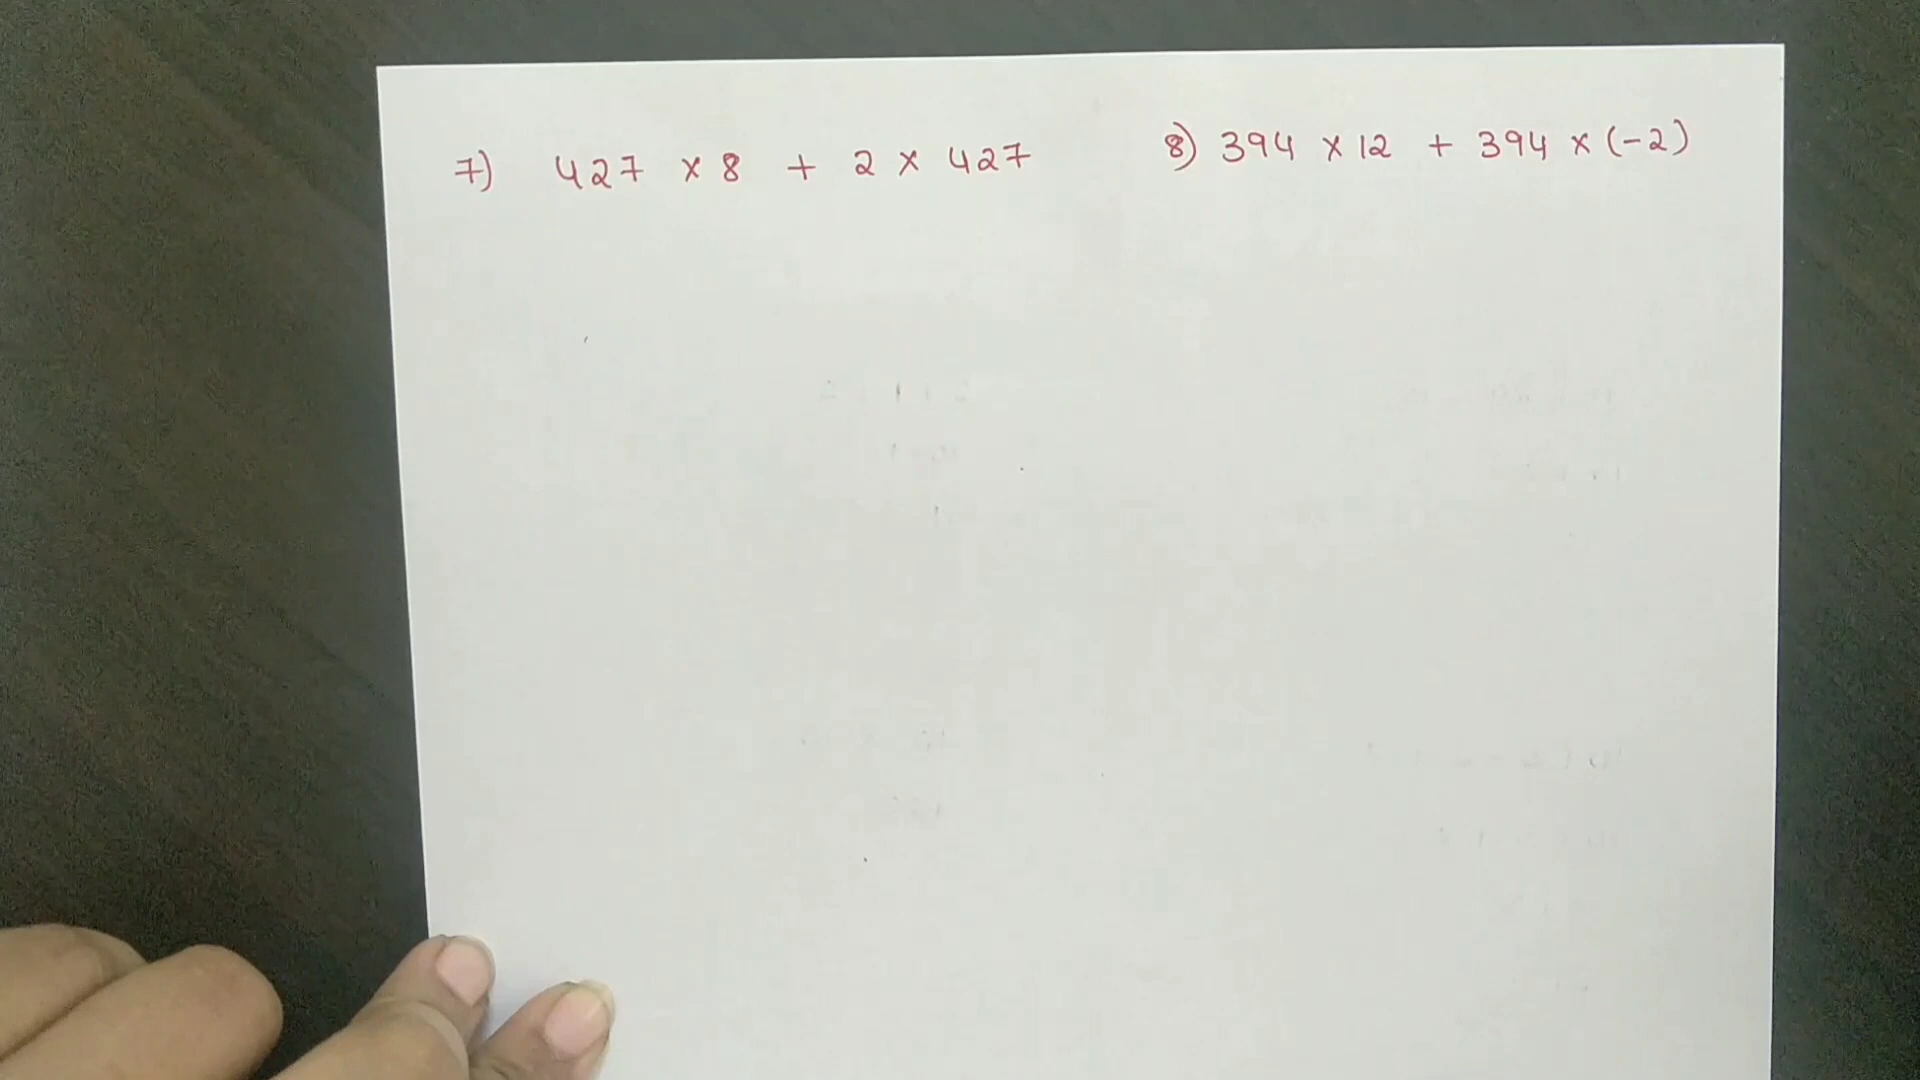 7) 427 × 8 + 2 × 427
8) 394 × 12 + 394 × (-2)